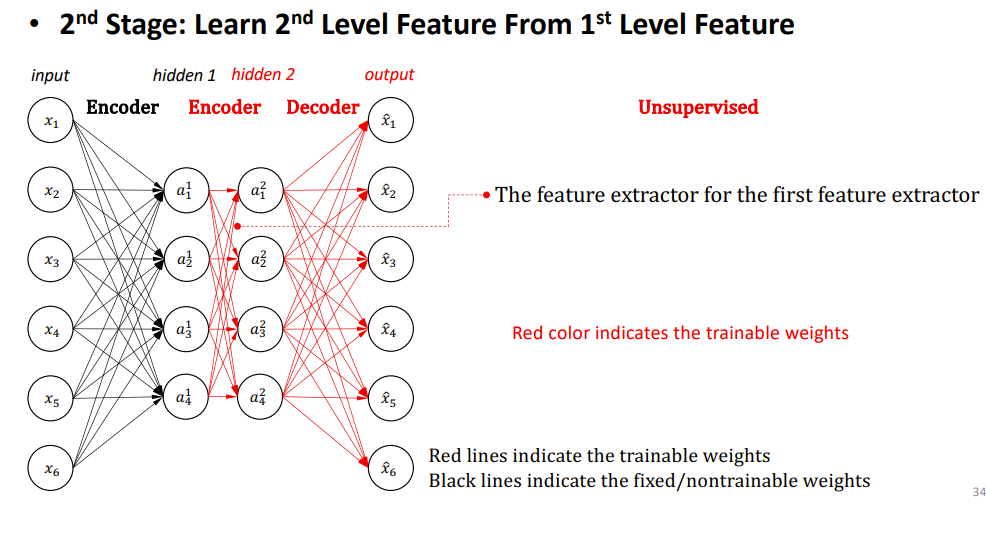 • 2nd Stage: Learn 2nd Level Feature From 1st Level Feature
input hidden 1 hidden 2 output
Encoder Encoder Decoder Unsupervised
x₁ x̂₁
x₂ a₁¹ a₁² x̂₂
• The feature extractor for the first feature extractor
x₃ a₂¹ a₂² x̂₃
x₄ a₃¹ a₃² x̂₄
Red color indicates the trainable weights
x₅ a₄¹ a₄² x̂₅
x₆ x̂₆
Red lines indicate the trainable weights
Black lines indicate the fixed/nontrainable weights
34